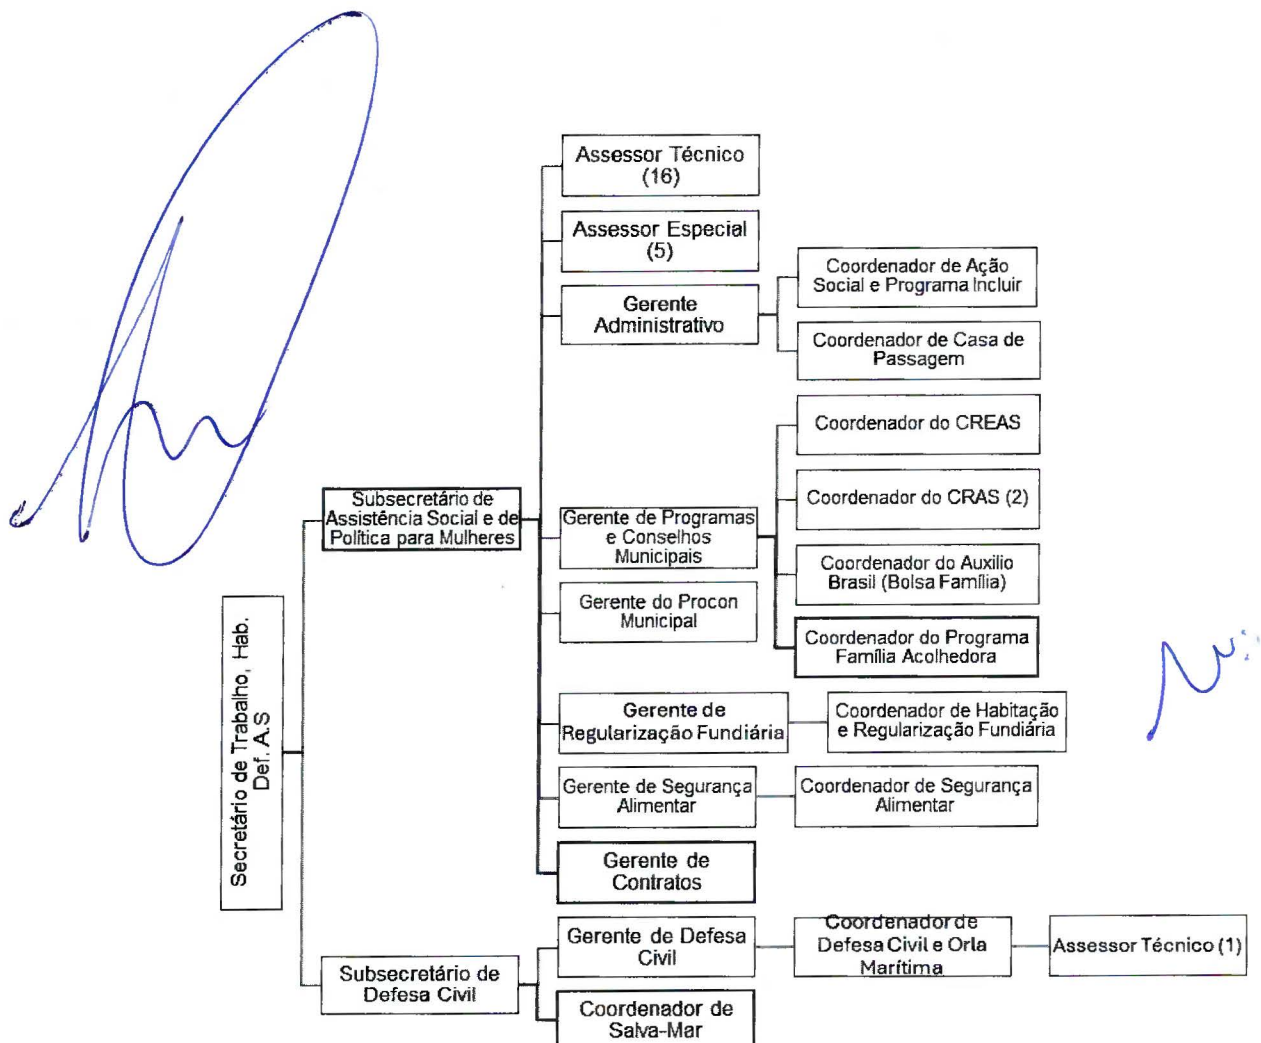 Assessor Técnico
(16)
Assessor Especial
(5)
Gerente
Administrativo
Coordenador de Ação
Social e Programa Incluir
Coordenador de Casa de
Passagem
Coordenador do CREAS
Coordenador do CRAS (2)
Subsecretário de
Assistência Social e de
Política para Mulheres
Gerente de Programas
e Conselhos
Municipais
Coordenador do Auxilio
Brasil (Bolsa Família)
Gerente do Procon
Municipal
Coordenador do Programa
Família Acolhedora
Secretário de Trabalho, Hab.
Def. A.S
Gerente de
Regularização Fundiária
Coordenador de Habitação
e Regularização Fundiária
Gerente de Segurança
Alimentar
Coordenador de Segurança
Alimentar
Gerente de
Contratos
Subsecretário de
Defesa Civil
Gerente de Defesa
Civil
Coordenador de
Defesa Civil e Orla
Marítima
Assessor Técnico (1)
Coordenador de
Salva-Mar